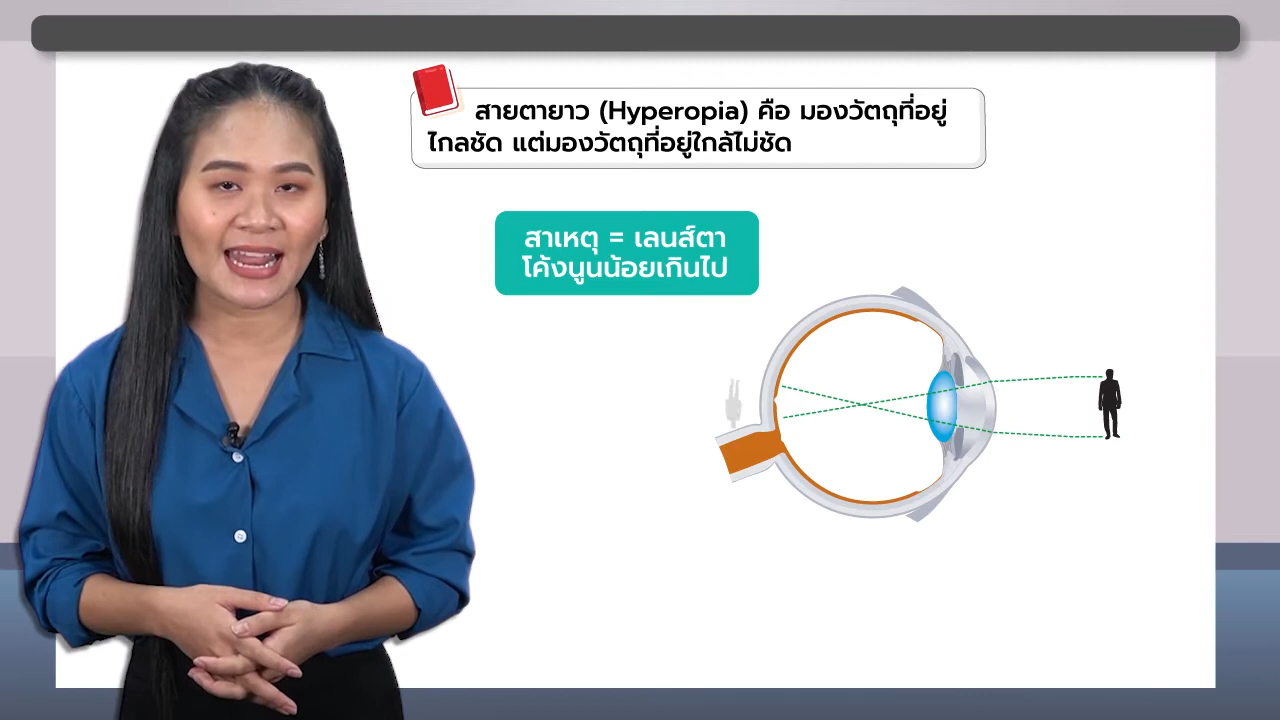 สายตายาว (Hyperopia) คือ มองวัตถุที่อยู่
ไกลชัด แต่มองวัตถุที่อยู่ใกล้ไม่ชัด
สาเหตุ = เลนส์ตา
โค้งนูนน้อยเกินไป